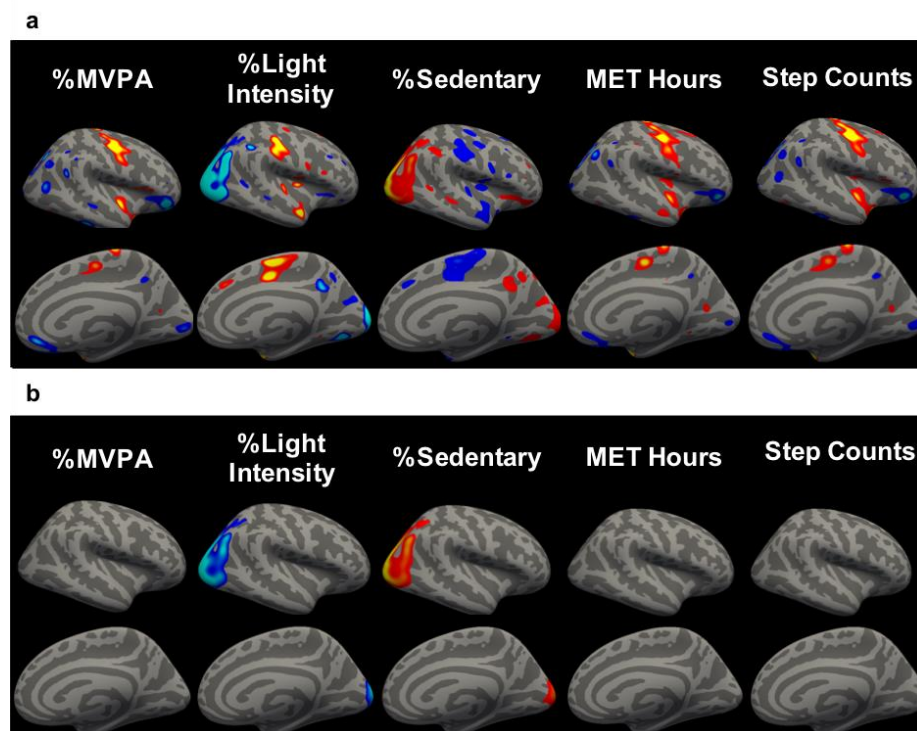 a
%MVPA
%Light
Intensity
%Sedentary
MET Hours
Step Counts
b
%MVPA
%Light
Intensity
%Sedentary
MET Hours
Step Counts